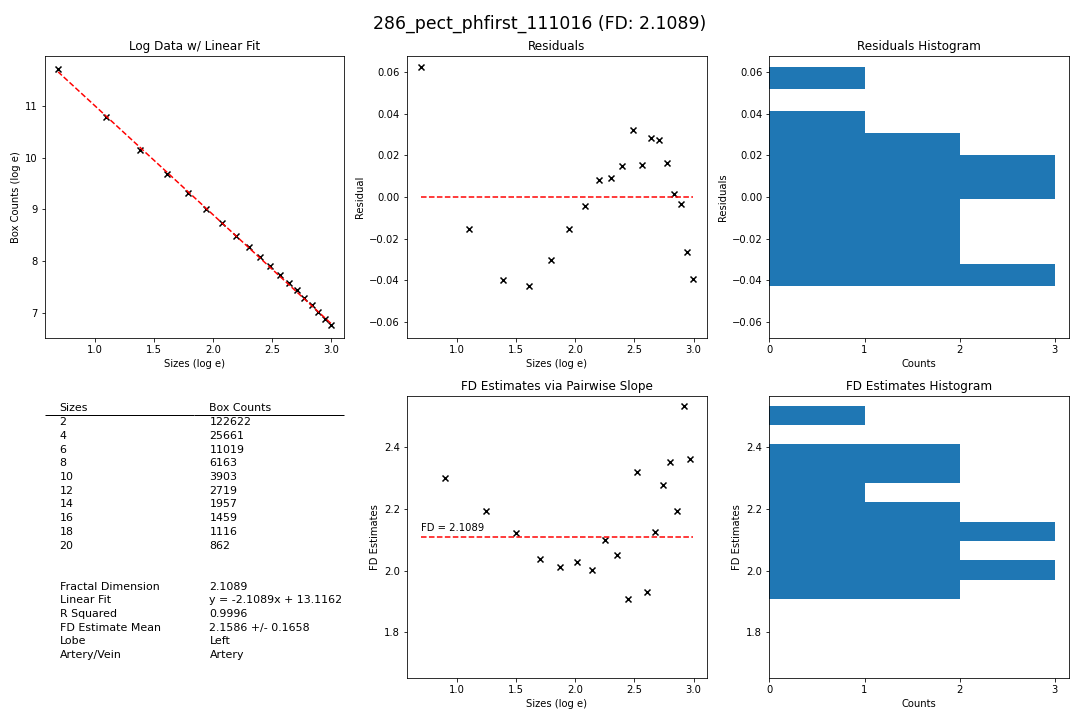 286_pect_phfirst_111016 (FD: 2.1089)
Log Data w/ Linear Fit
Box Counts (log e)
11
10
9
8
7
1.0 1.5 2.0 2.5 3.0
Sizes (log e)
Residuals
Residual
0.06
0.04
0.02
0.00
−0.02
−0.04
−0.06
1.0 1.5 2.0 2.5 3.0
Sizes (log e)
Residuals Histogram
Residuals
0.06
0.04
0.02
0.00
−0.02
−0.04
−0.06
0 1 2 3
Counts
Sizes Box Counts
2 122622
4 25661
6 11019
8 6163
10 3903
12 2719
14 1957
16 1459
18 1116
20 862
Fractal Dimension 2.1089
Linear Fit y = -2.1089x + 13.1162
R Squared 0.9996
FD Estimate Mean 2.1586 +/- 0.1658
Lobe Left
Artery/Vein Artery
FD Estimates via Pairwise Slope
FD Estimates
2.4
2.2
2.0
1.8
FD = 2.1089
1.0 1.5 2.0 2.5 3.0
Sizes (log e)
FD Estimates Histogram
FD Estimates
2.4
2.2
2.0
1.8
0 1 2 3
Counts